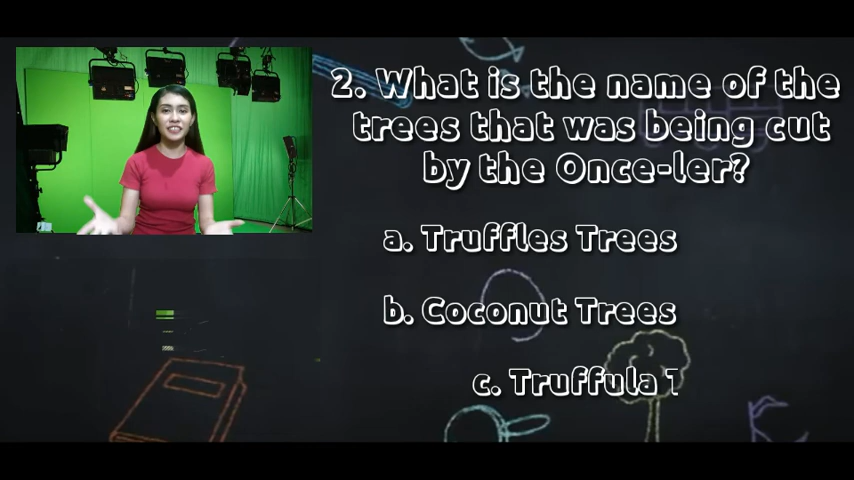 2. What is the name of the
trees that was being cut
by the Once-ler?
a. Truffles Trees
b. Coconut Trees
c. Truffula T